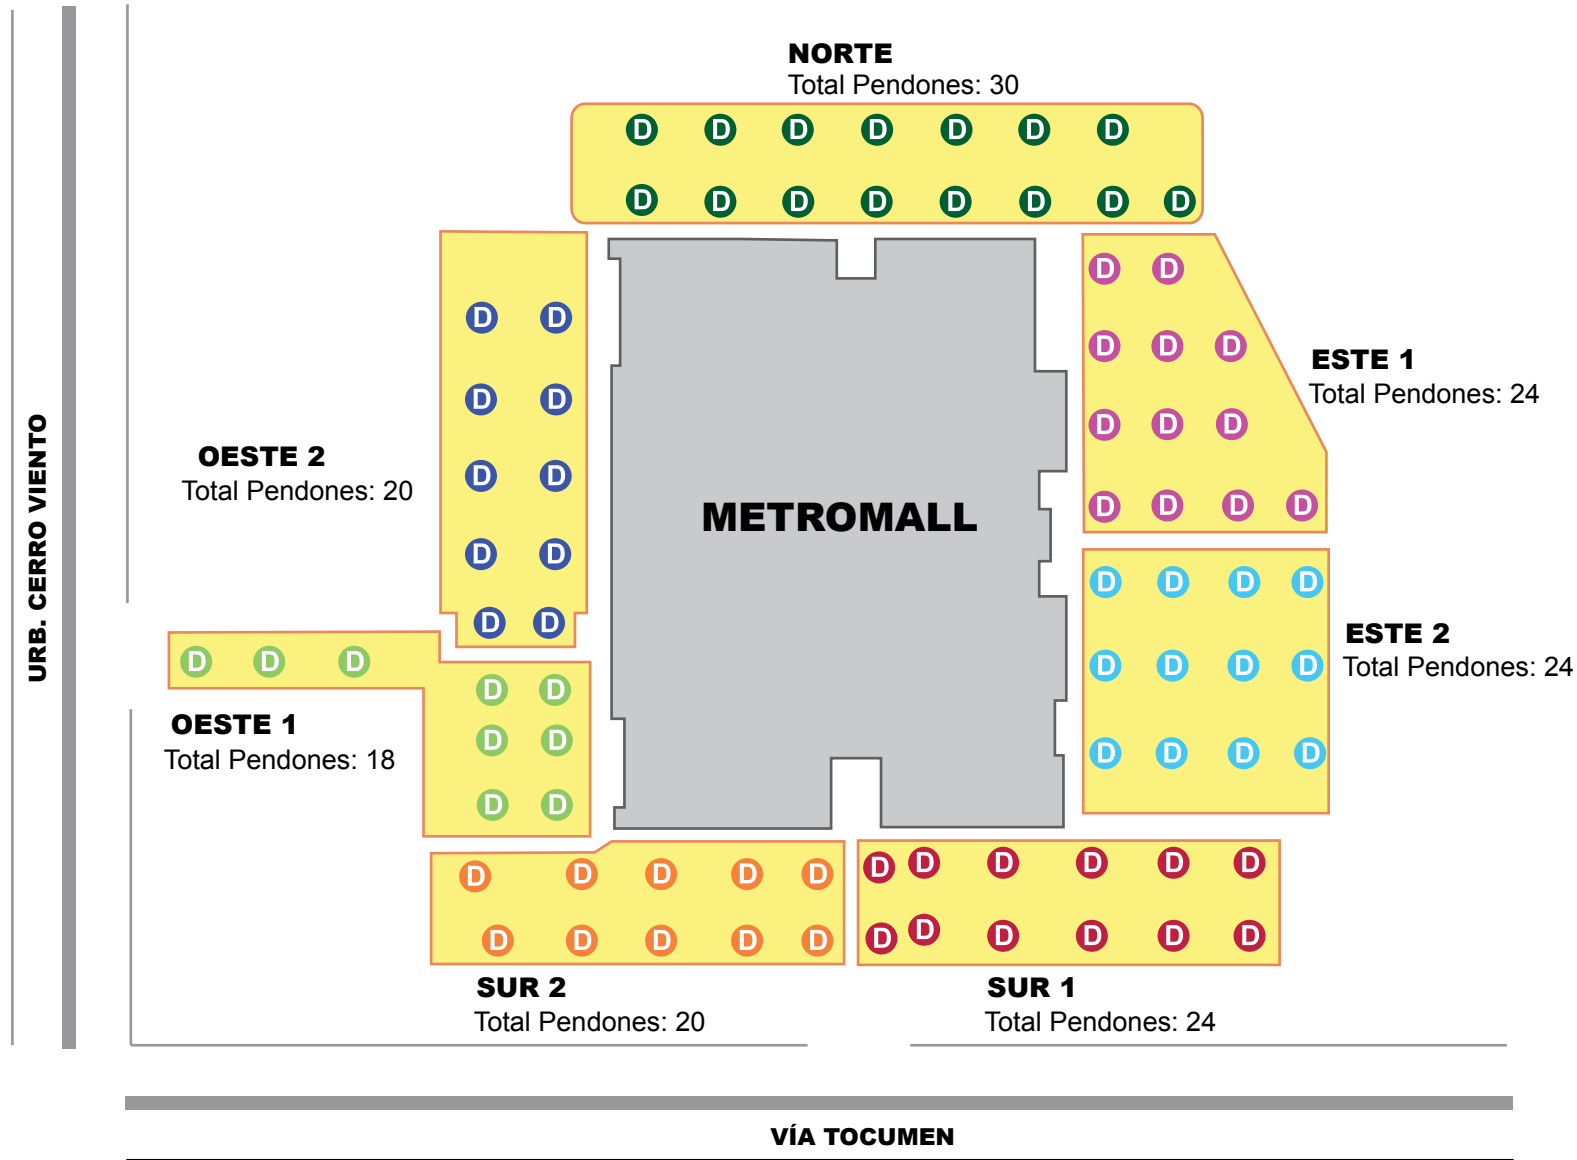 NORTE
Total Pendones: 30
D D D D D D D
D D D D D D D D
D D
D D D
D D D
D D D D
ESTE 1
Total Pendones: 24
D D
D D
D D
D D
D D
OESTE 2
Total Pendones: 20
METROMALL
URB. CERRO VIENTO
D D D D
D D D D
D D D D
ESTE 2
Total Pendones: 24
D D D
D D
D D
D D
OESTE 1
Total Pendones: 18
D D D D D
D D D D D
SUR 2
Total Pendones: 20
D D D D D D
D D D D D D
SUR 1
Total Pendones: 24
VÍA TOCUMEN